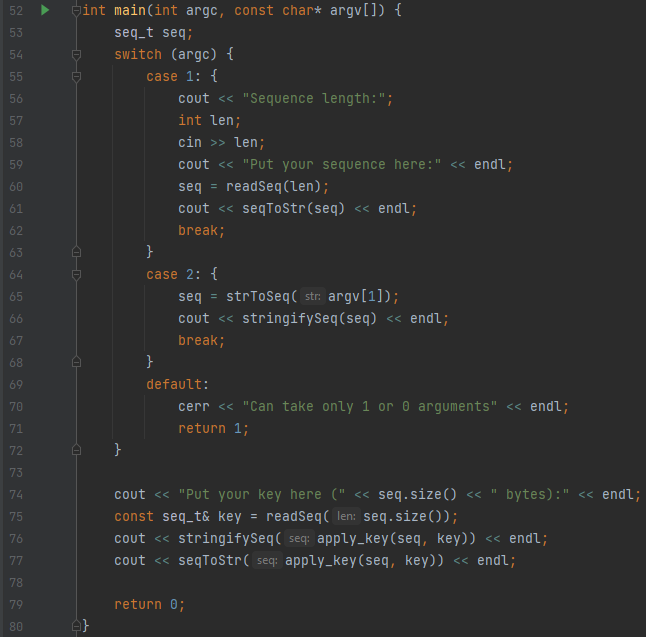 52 int main(int argc, const char* argv[]) {
53     seq_t seq;
54     switch (argc) {
55         case 1: {
56             cout << "Sequence length:";
57             int len;
58             cin >> len;
59             cout << "Put your sequence here:" << endl;
60             seq = readSeq(len);
61             cout << seqToStr(seq) << endl;
62             break;
63         }
64         case 2: {
65             seq = strToSeq( str: argv[1]);
66             cout << stringifySeq(seq) << endl;
67             break;
68         }
69         default:
70             cerr << "Can take only 1 or 0 arguments" << endl;
71             return 1;
72     }
73
74     cout << "Put your key here (" << seq.size() << " bytes):" << endl;
75     const seq_t& key = readSeq( len: seq.size());
76     cout << stringifySeq( seq: apply_key(seq, key)) << endl;
77     cout << seqToStr( seq: apply_key(seq, key)) << endl;
78
79     return 0;
80 }